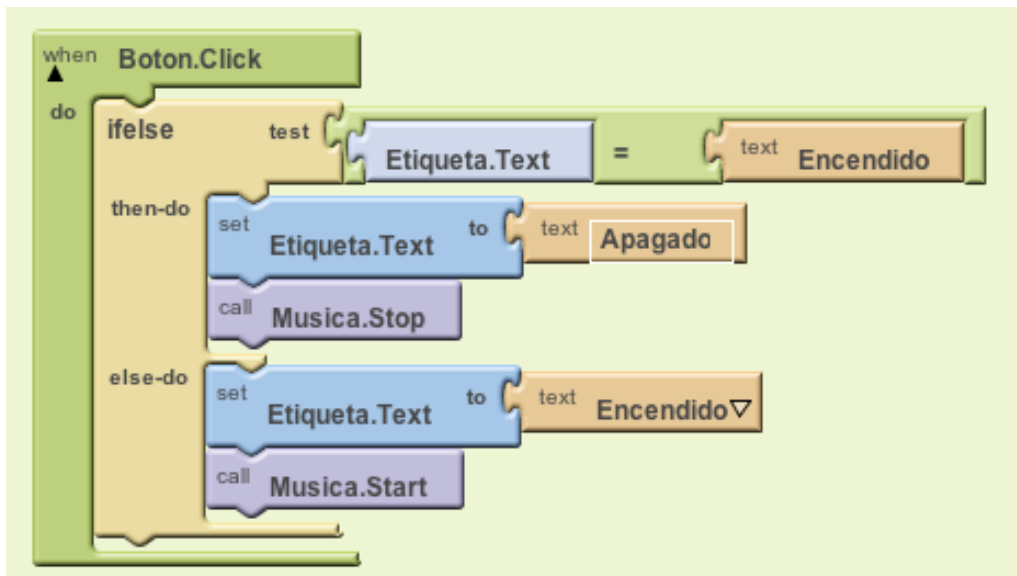 when Boton.Click
do
ifelse test Etiqueta.Text = text Encendido
then-do set Etiqueta.Text to text Apagado
call Musica.Stop
else-do set Etiqueta.Text to text Encendido
call Musica.Start